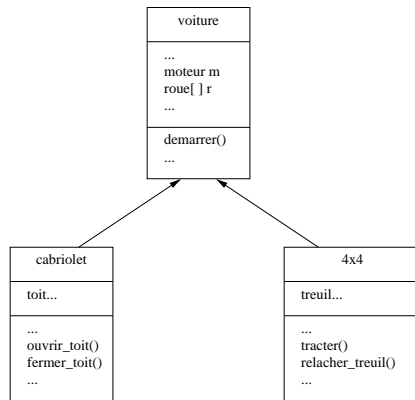 voiture
...
moteur m
roue[ ] r
...
demarrer()
...
cabriolet
toit...
...
ouvrir_toit()
fermer_toit()
...
4x4
treuil...
...
tracter()
relacher_treuil()
...